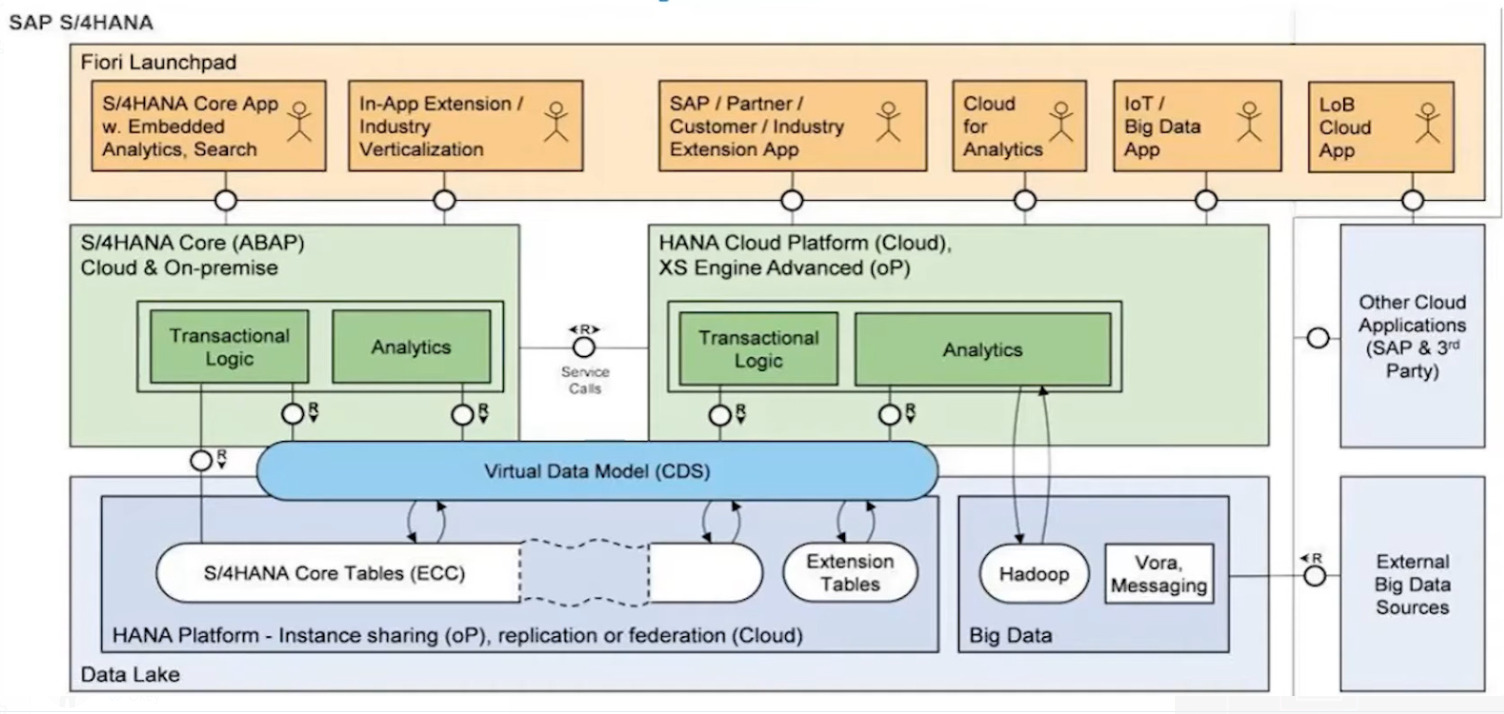 SAP S/4HANA
Fiori Launchpad
S/4HANA Core App
w. Embedded
Analytics, Search
In-App Extension /
Industry
Verticalization
SAP / Partner /
Customer / Industry
Extension App
Cloud
for
Analytics
IoT /
Big Data
App
LoB
Cloud
App
S/4HANA Core (ABAP)
Cloud & On-premise
Transactional
Logic
Analytics
R
R
R
R
Service
Calls
HANA Cloud Platform (Cloud),
XS Engine Advanced (oP)
Transactional
Logic
Analytics
R
R
Other Cloud
Applications
(SAP & 3rd
Party)
Virtual Data Model (CDS)
S/4HANA Core Tables (ECC)
Extension
Tables
HANA Platform - Instance sharing (oP), replication or federation (Cloud)
Hadoop
Vora,
Messaging
Big Data
R
External
Big Data
Sources
Data Lake